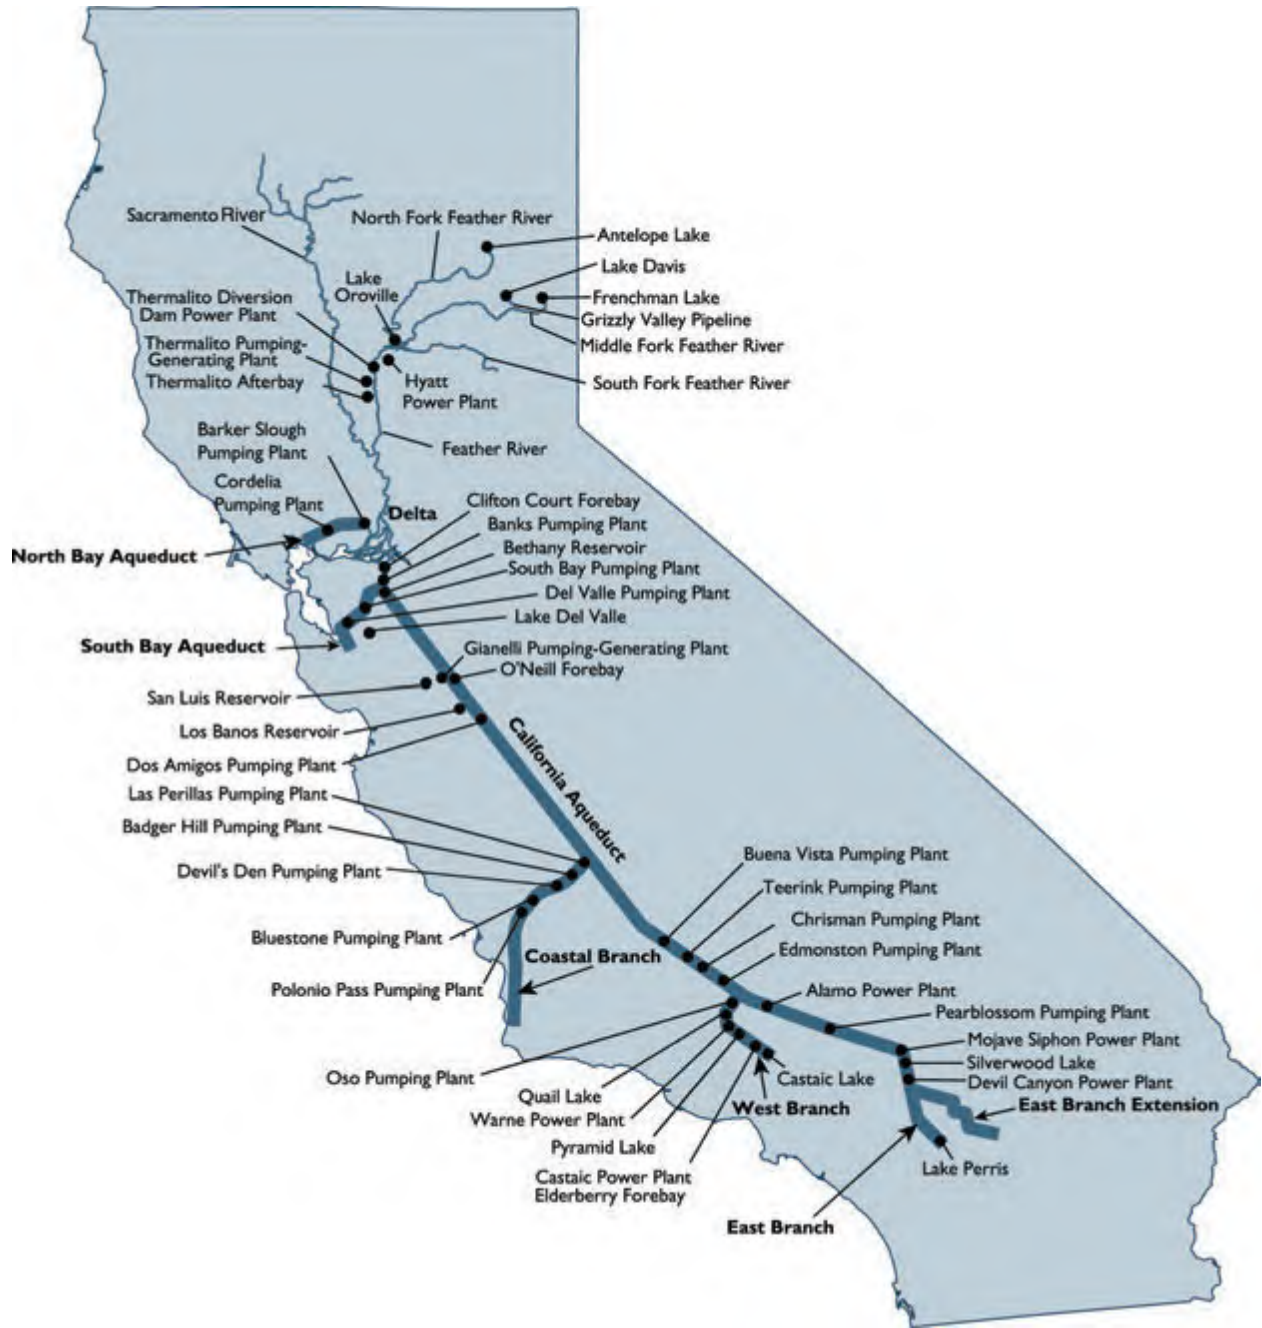 Sacramento River
North Fork Feather River
Antelope Lake
Lake Davis
Lake
Oroville
Frenchman Lake
Thermalito Diversion
Dam Power Plant
Grizzly Valley Pipeline
Thermalito Pumping-
Generating Plant
Middle Fork Feather River
Thermalito Afterbay
Hyatt
Power Plant
South Fork Feather River
Barker Slough
Pumping Plant
Feather River
Cordelia
Pumping Plant
Clifton Court Forebay
Delta
Banks Pumping Plant
North Bay Aqueduct
Bethany Reservoir
South Bay Pumping Plant
Del Valle Pumping Plant
Lake Del Valle
South Bay Aqueduct
Gianelli Pumping-Generating Plant
O'Neill Forebay
San Luis Reservoir
Los Banos Reservoir
California Aqueduct
Dos Amigos Pumping Plant
Las Perillas Pumping Plant
Badger Hill Pumping Plant
Buena Vista Pumping Plant
Devil's Den Pumping Plant
Teerink Pumping Plant
Chrisman Pumping Plant
Bluestone Pumping Plant
Edmonston Pumping Plant
Coastal Branch
Polonio Pass Pumping Plant
Alamo Power Plant
Pearblossom Pumping Plant
Mojave Siphon Power Plant
Silverwood Lake
Oso Pumping Plant
Castaic Lake
Devil Canyon Power Plant
Quail Lake
West Branch
East Branch Extension
Warne Power Plant
Pyramid Lake
Lake Perris
Castaic Power Plant
Elderberry Forebay
East Branch